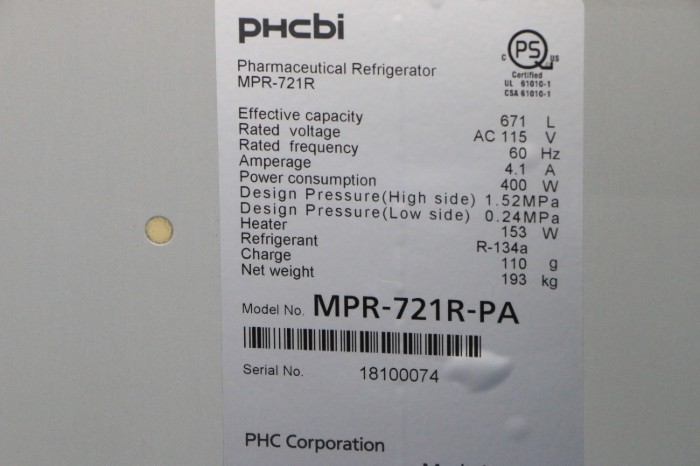 PHCbi
Pharmaceutical Refrigerator
MPR-721R
C PS US
Certified
UL 61010-1
CSA 61010-1
Effective capacity 671 L
Rated voltage AC 115 V
Rated frequency 60 Hz
Amperage 4.1 A
Power consumption 400 W
Design Pressure(High side) 1.52MPa
Design Pressure(Low side) 0.24MPa
Heater 153 W
Refrigerant R-134a
Charge 110 g
Net weight 193 kg
Model No. MPR-721R-PA
Serial No. 18100074
PHC Corporation